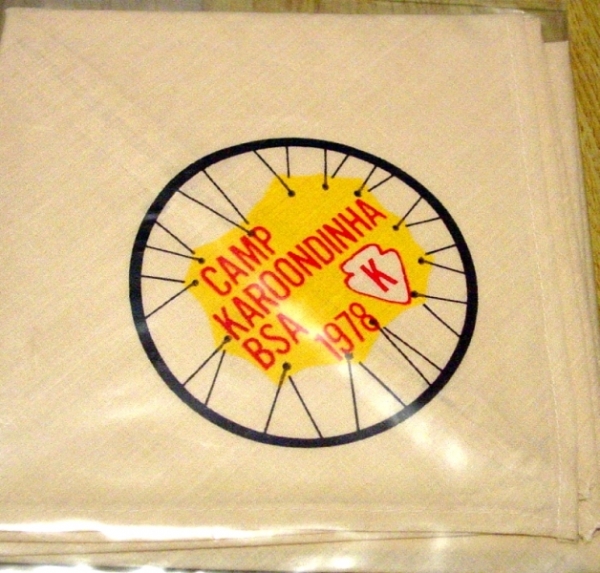 CAMP
KAROONDINHA
BSA 1978
K